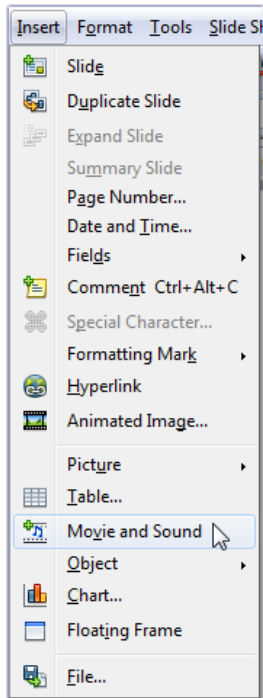 Insert Format Tools Slide
Slide
Duplicate Slide
Expand Slide
Summary Slide
Page Number...
Date and Time...
Fields
Comment Ctrl+Alt+C
Special Character...
Formatting Mark
Hyperlink
Animated Image...
Picture
Table...
Movie and Sound
Object
Chart...
Floating Frame
File...